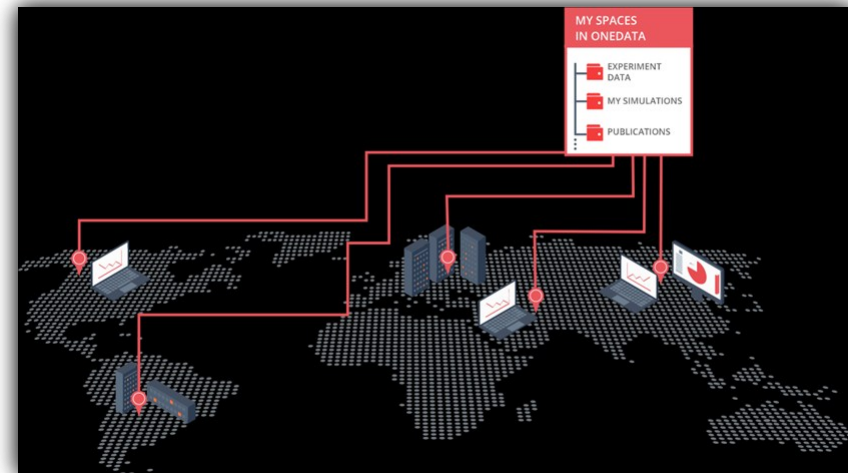 MY SPACES
IN ONEDATA
EXPERIMENT
DATA
MY SIMULATIONS
PUBLICATIONS